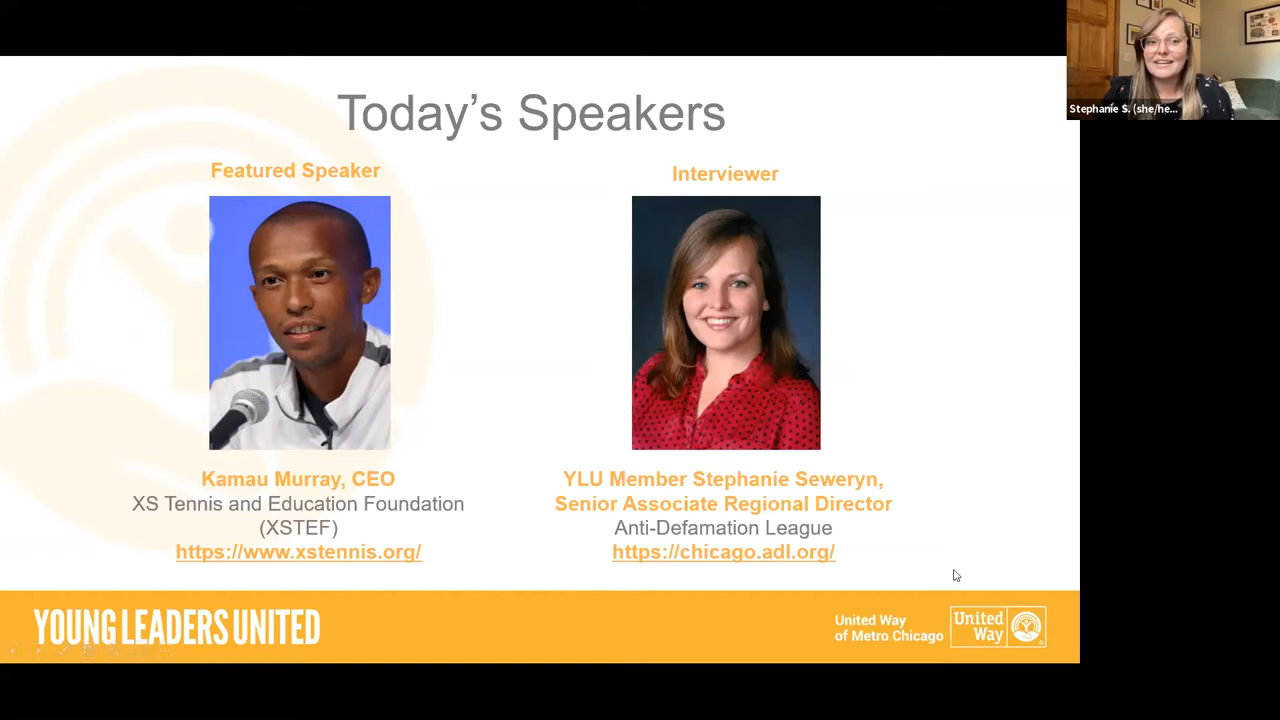 Today's Speakers
Featured Speaker
Interviewer
Kamau Murray, CEO
XS Tennis and Education Foundation
(XSTEF)
https://www.xstennis.org/
YLU Member Stephanie Seweryn,
Senior Associate Regional Director
Anti-Defamation League
https://chicago.adl.org/
YOUNG LEADERS UNITED
United Way
of Metro Chicago
United
Way
Stephanie S. (she/he...